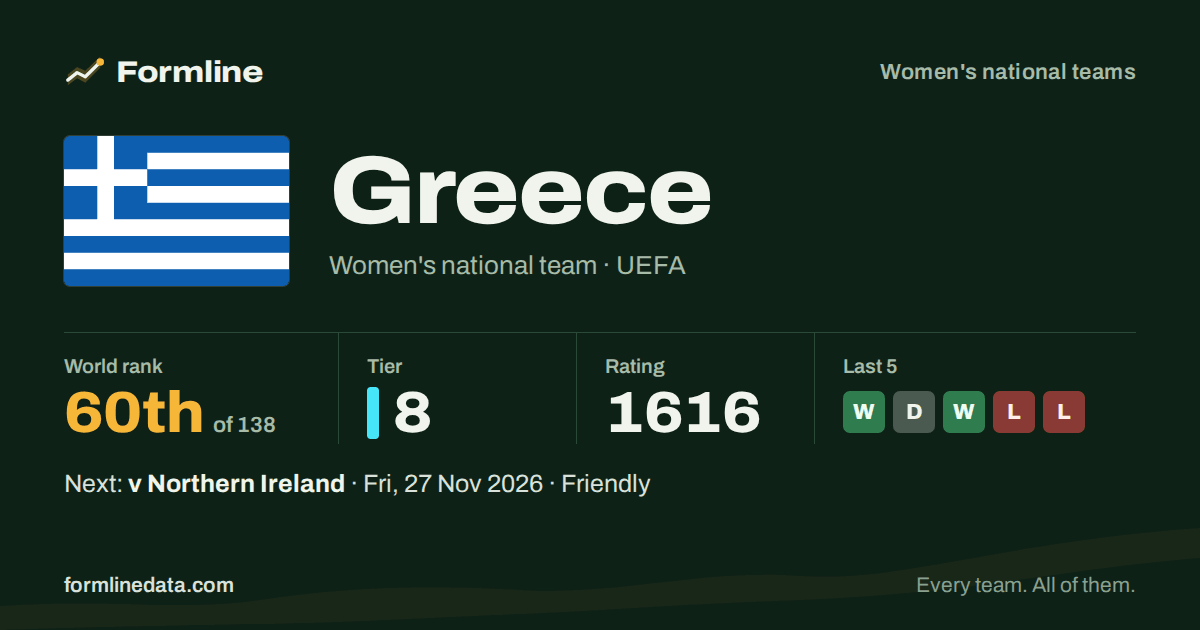 Formline
Women's national teams
Greece
Women's national team · UEFA
World rank
60th of 138
Tier
8
Rating
1616
Last 5
W D W L L
Next: v Northern Ireland · Fri, 27 Nov 2026 · Friendly
formlinedata.com
Every team. All of them.